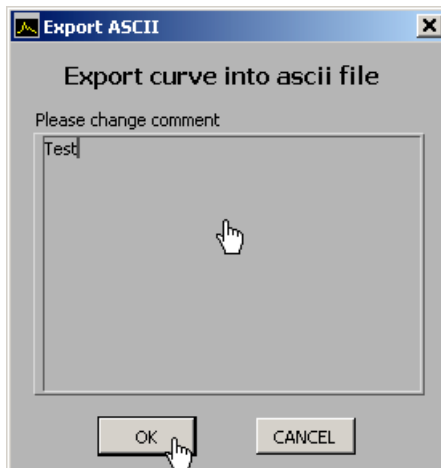 Export ASCII
Export curve into ascii file
Please change comment
Test
OK
CANCEL